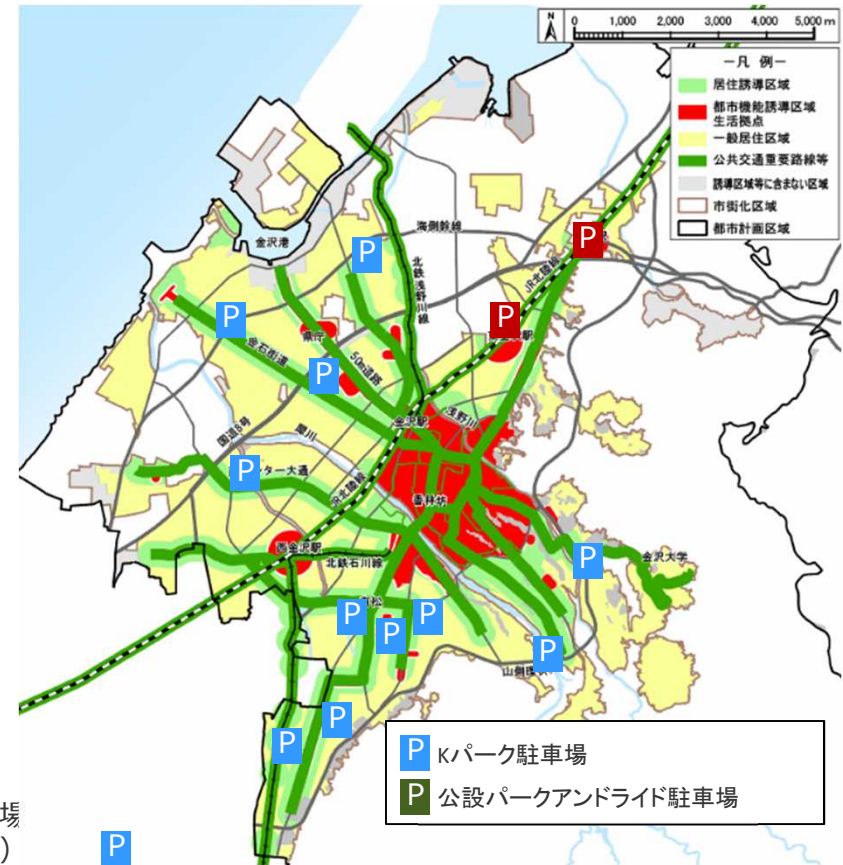 N
0 1,000 2,000 3,000 4,000 5,000 m
-凡 例-
居住誘導区域
都市機能誘導区域
生活拠点
一般居住区域
公共交通重要路線等
誘導区域等に含まない区域
市街化区域
都市計画区域
P
海側幹線
金沢港
P
北鉄浅野川線
JR北陸線
P
P
県庁
金石街道
50m道路
P
金沢駅
浅野川
国道8号
犀川
P
ター大通
JR北陸線
香林坊
西金沢駅
北鉄石川線
P
金沢大学
P
P
P
P
山側環状
P
P
P
Kパーク駐車場
P
公設パークアンドライド駐車場
場
)
P